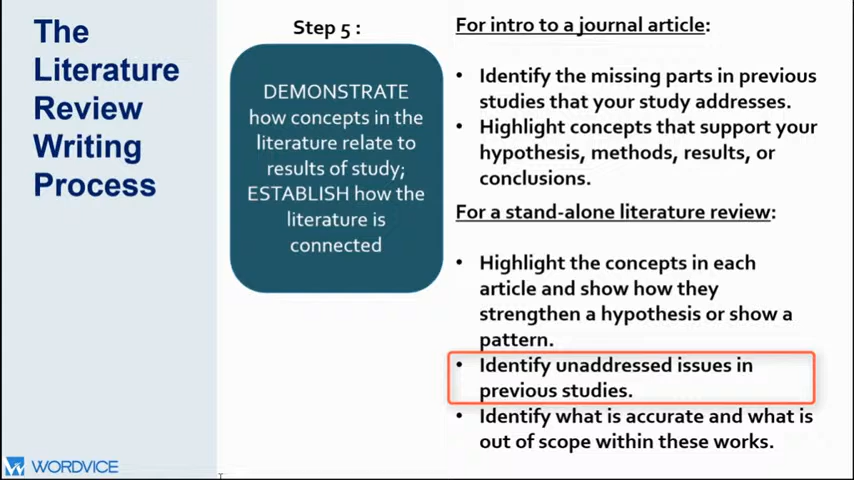 The
Literature
Review
Writing
Process
Step 5 :
DEMONSTRATE
how concepts in the
literature relate to
results of study;
ESTABLISH how the
literature is
connected
For intro to a journal article:
• Identify the missing parts in previous
studies that your study addresses.
• Highlight concepts that support your
hypothesis, methods, results, or
conclusions.
For a stand-alone literature review:
• Highlight the concepts in each
article and show how they
strengthen a hypothesis or show a
pattern.
• Identify unaddressed issues in
previous studies.
• Identify what is accurate and what is
out of scope within these works.
WORDVICE